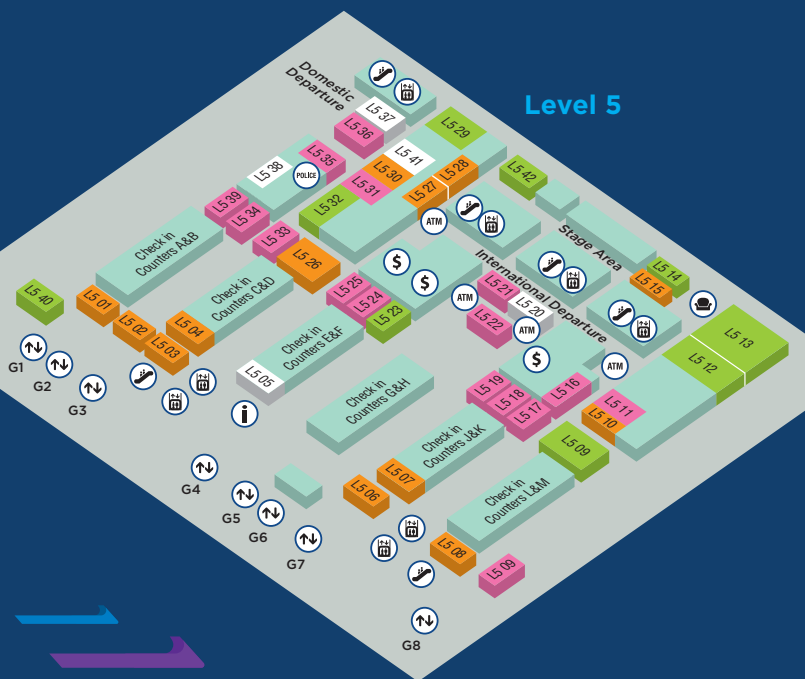 Level 5
Domestic
Departure
L5 37
L5 36
L5 29
L5 41
L5 35
L5 38
POLICE
L5 30
L5 28
L5 31
L5 27
L5 42
L5 32
L5 39
L5 34
ATM
L5 33
Stage Area
Check in
Counters A&B
L5 26
$
$
International Departure
L5 14
L5 15
L5 40
L5 01
Check in
Counters C&D
L5 25
L5 24
L5 21
L5 20
ATM
L5 02
L5 04
L5 23
L5 22
ATM
L5 13
L5 03
Check in
Counters E&F
$
L5 12
G1
G2
G3
L5 05
ATM
L5 19
L5 18
L5 17
L5 16
L5 11
L5 10
Check in
Counters G&H
i
Check in
Counters J&K
L5 09
G4
L5 07
L5 06
Check in
Counters L&M
G5
G6
G7
L5 08
L5 09
G8